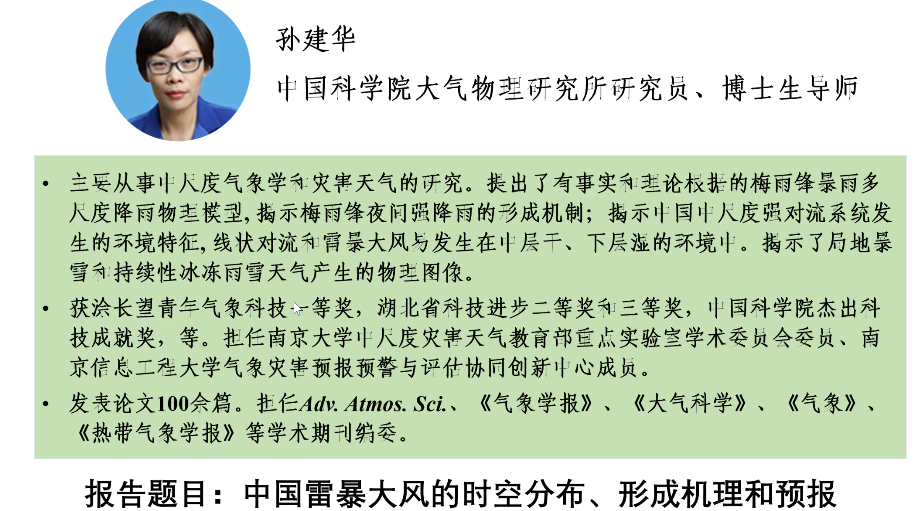 孙建华
中国科学院大气物理研究所研究员、博士生导师
• 主要从事中尺度气象学和灾害天气的研究。提出了有事实和理论根据的梅雨锋暴雨多
尺度降雨物理模型, 揭示梅雨锋夜间强降雨的形成机制；揭示中国中尺度强对流系统发
生的环境特征, 线状对流和雷暴大风易发生在中层干、下层湿的环境中。揭示了局地暴
雪和持续性冰冻雨雪天气产生的物理图像。
• 获涂长望青年气象科技一等奖，湖北省科技进步二等奖和三等奖，中国科学院杰出科
技成就奖，等。担任南京大学中尺度灾害天气教育部重点实验室学术委员会委员、南
京信息工程大学气象灾害预报预警与评估协同创新中心成员。
• 发表论文100余篇。担任Adv. Atmos. Sci.、《气象学报》、《大气科学》、《气象》、
《热带气象学报》等学术期刊编委。
报告题目：中国雷暴大风的时空分布、形成机理和预报